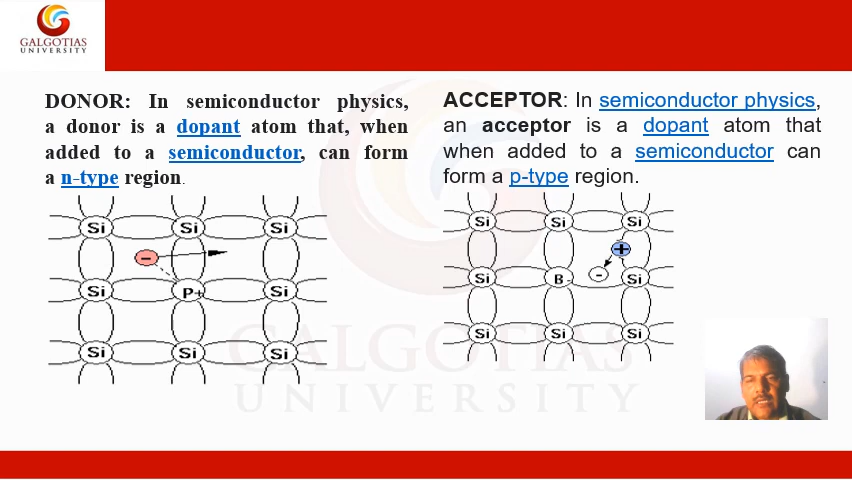 GALGOTIAS
UNIVERSITY
DONOR: In semiconductor physics,
a donor is a dopant atom that, when
added to a semiconductor, can form
a n-type region.
ACCEPTOR: In semiconductor physics,
an acceptor is a dopant atom that
when added to a semiconductor can
form a p-type region.
Si Si Si
-
Si P+ Si
Si Si Si
Si Si Si
+
Si B- - Si
Si Si Si
GALGOTIAS
UNIVERSITY